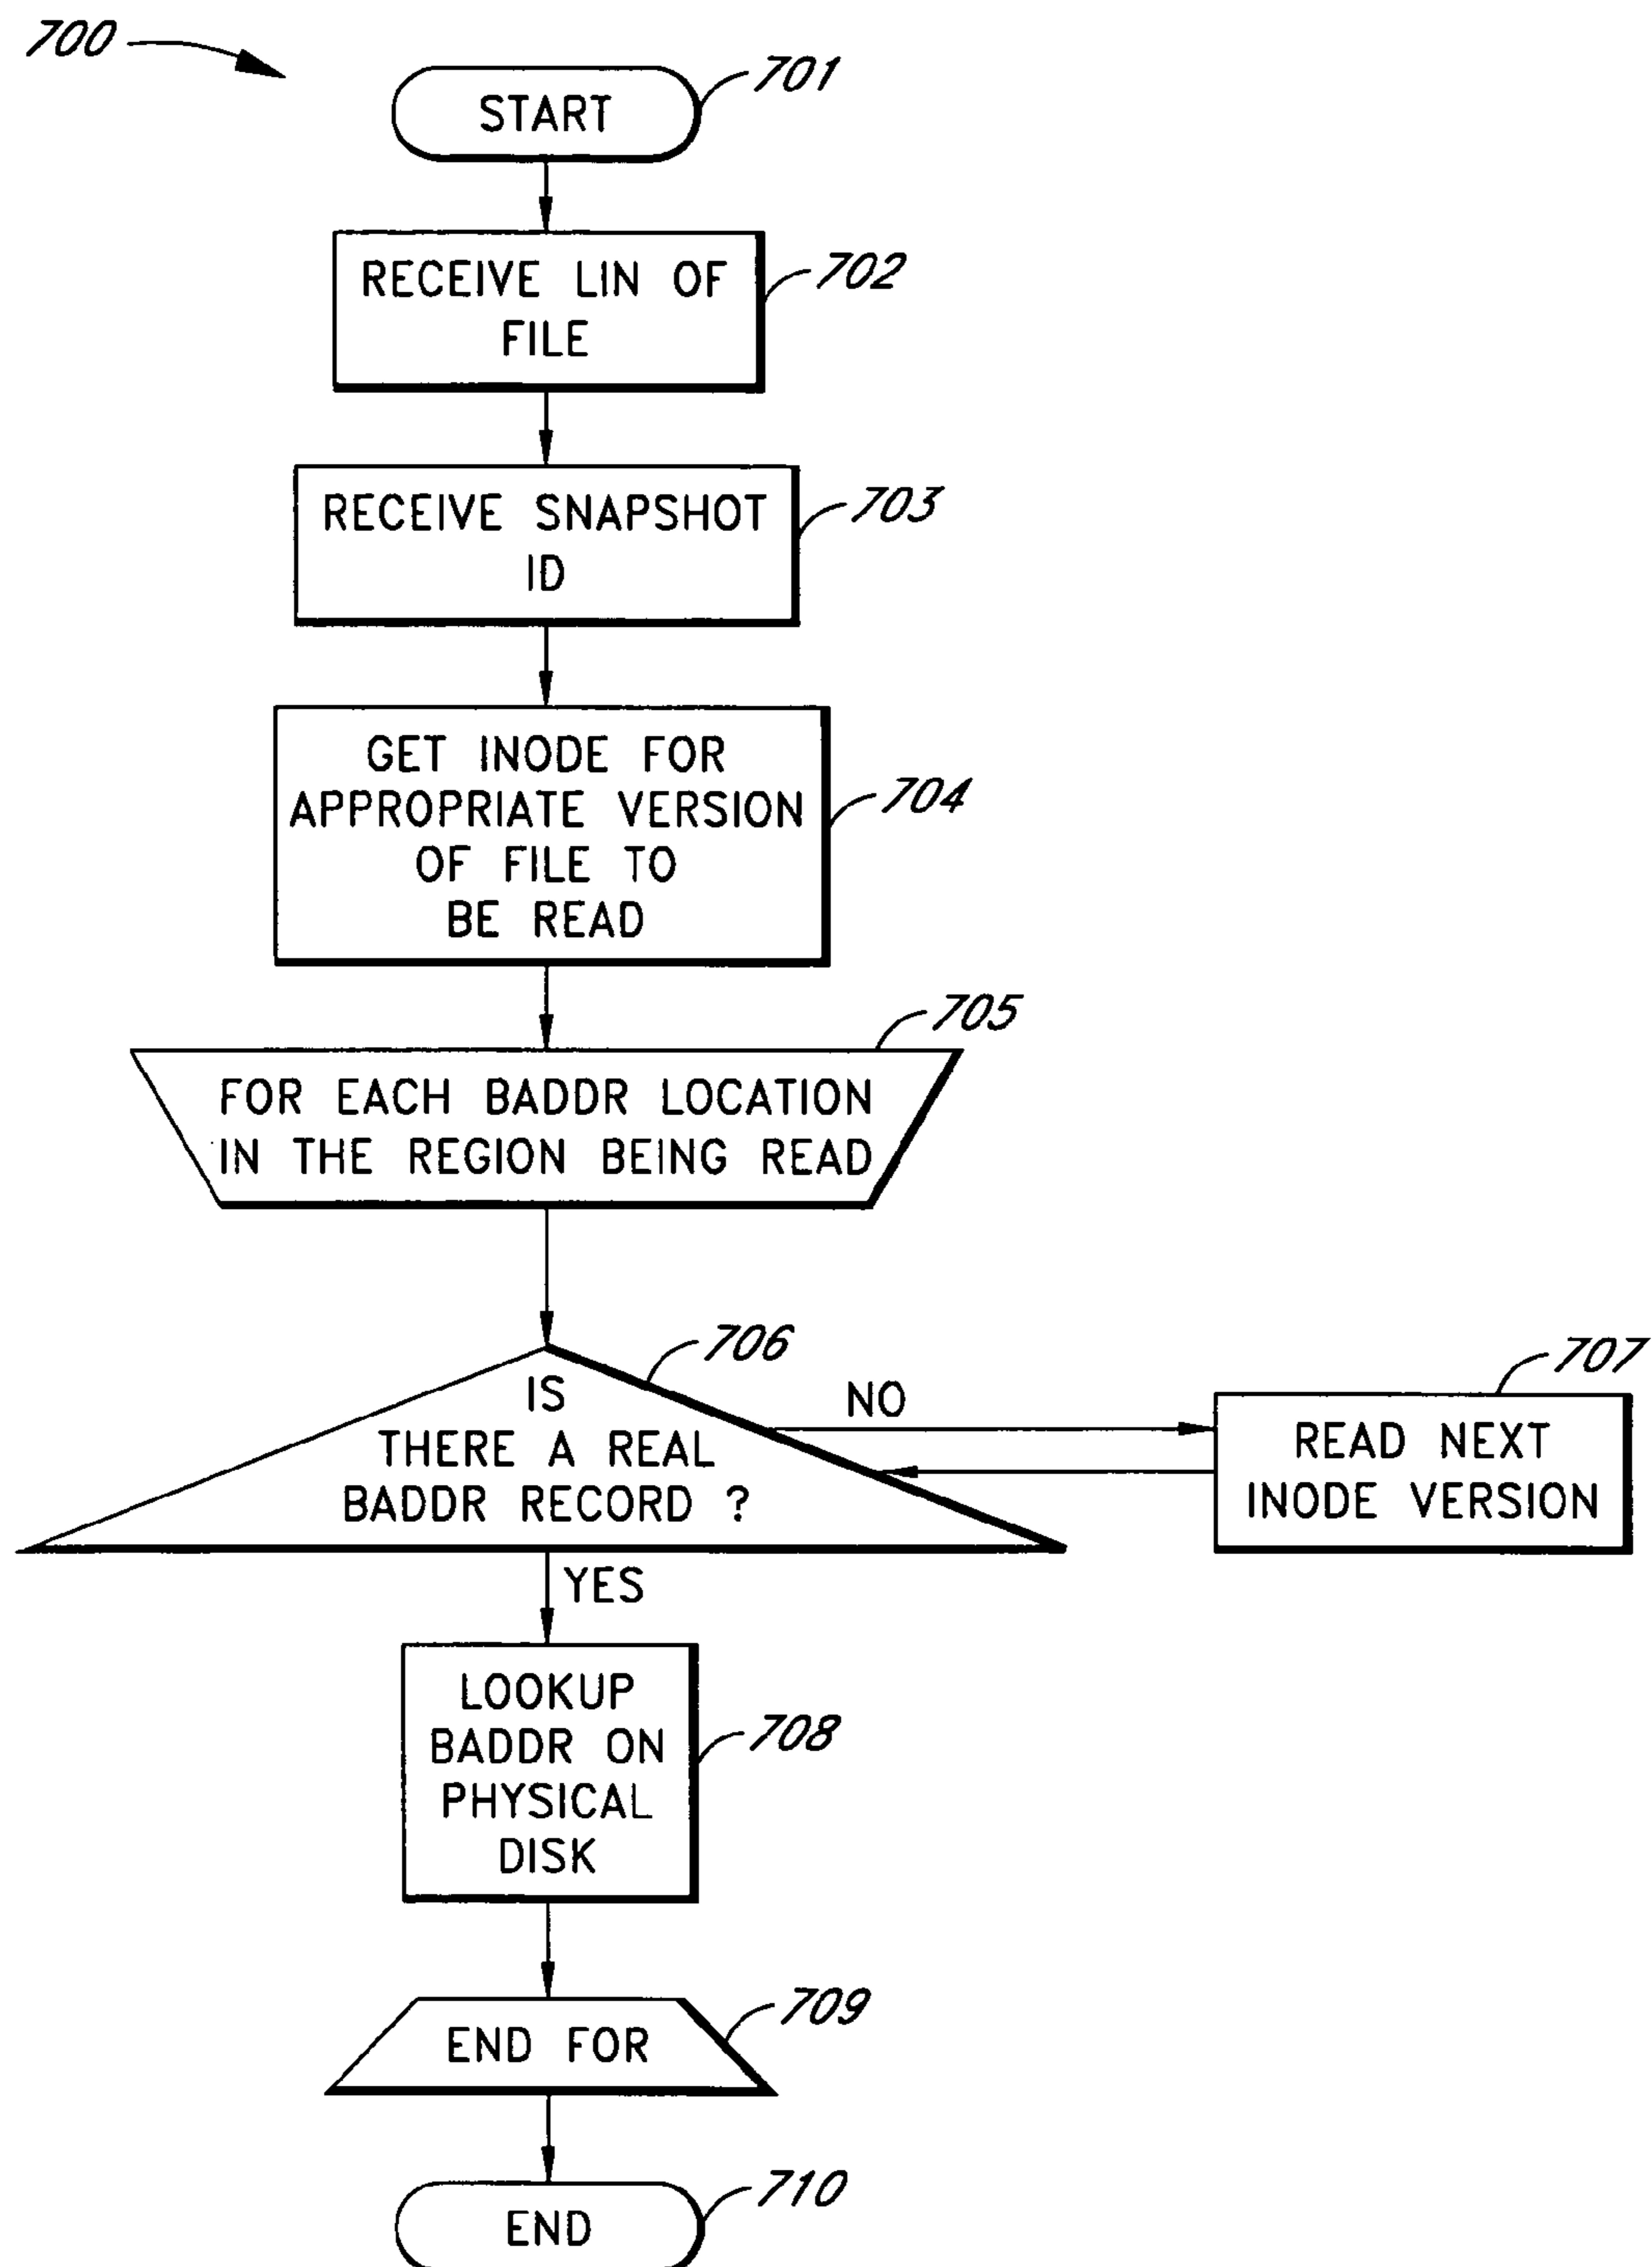 700
START
701
RECEIVE LIN OF
FILE
702
RECEIVE SNAPSHOT
ID
703
GET INODE FOR
APPROPRIATE VERSION
OF FILE TO
BE READ
704
705
FOR EACH BADDR LOCATION
IN THE REGION BEING READ
706
IS
THERE A REAL
BADDR RECORD ?
NO
707
READ NEXT
INODE VERSION
YES
LOOKUP
BADDR ON
PHYSICAL
DISK
708
END FOR
709
END
710